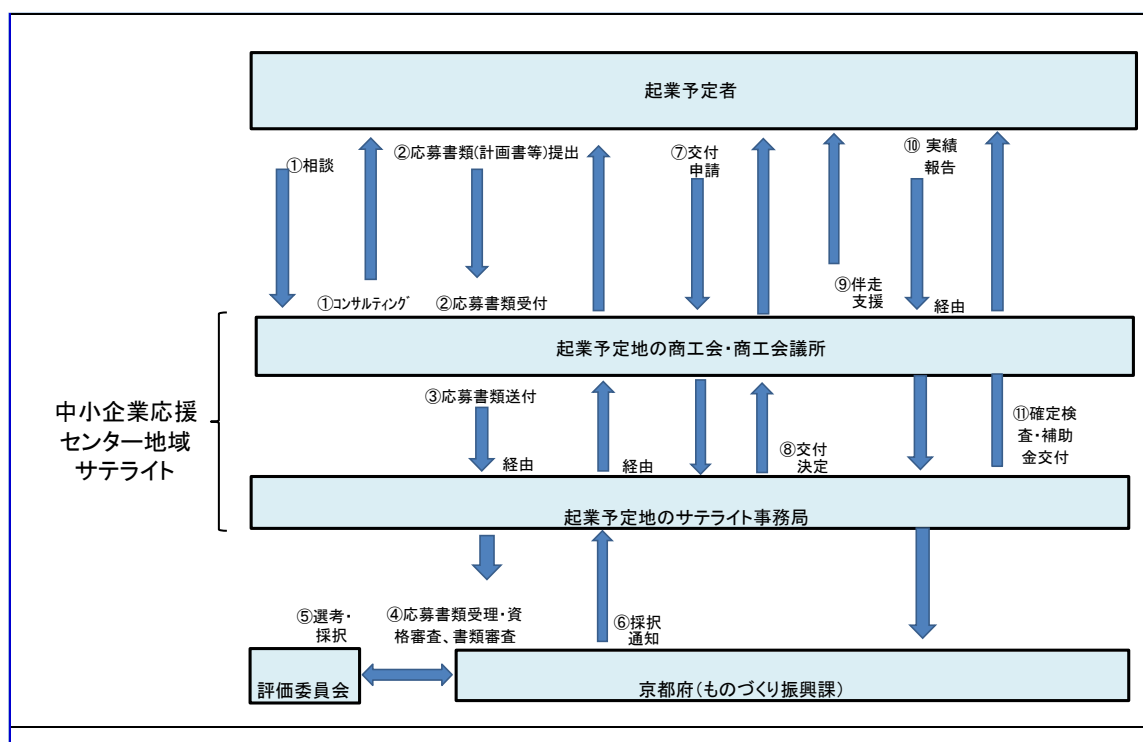 起業予定者
①相談
②応募書類(計画書等)提出
⑦交付
申請
⑩ 実績
報告
①ｺﾝｻﾙﾃｨﾝｸﾞ
②応募書類受付
⑨伴走
支援
経由
起業予定地の商工会・商工会議所
中小企業応援
センター地域
サテライト
③応募書類送付
経由
経由
⑧交付
決定
⑪確定検
査・補助
金交付
起業予定地のサテライト事務局
⑤選考・
採択
④応募書類受理・資
格審査、書類審査
⑥採択
通知
評価委員会
京都府(ものづくり振興課)